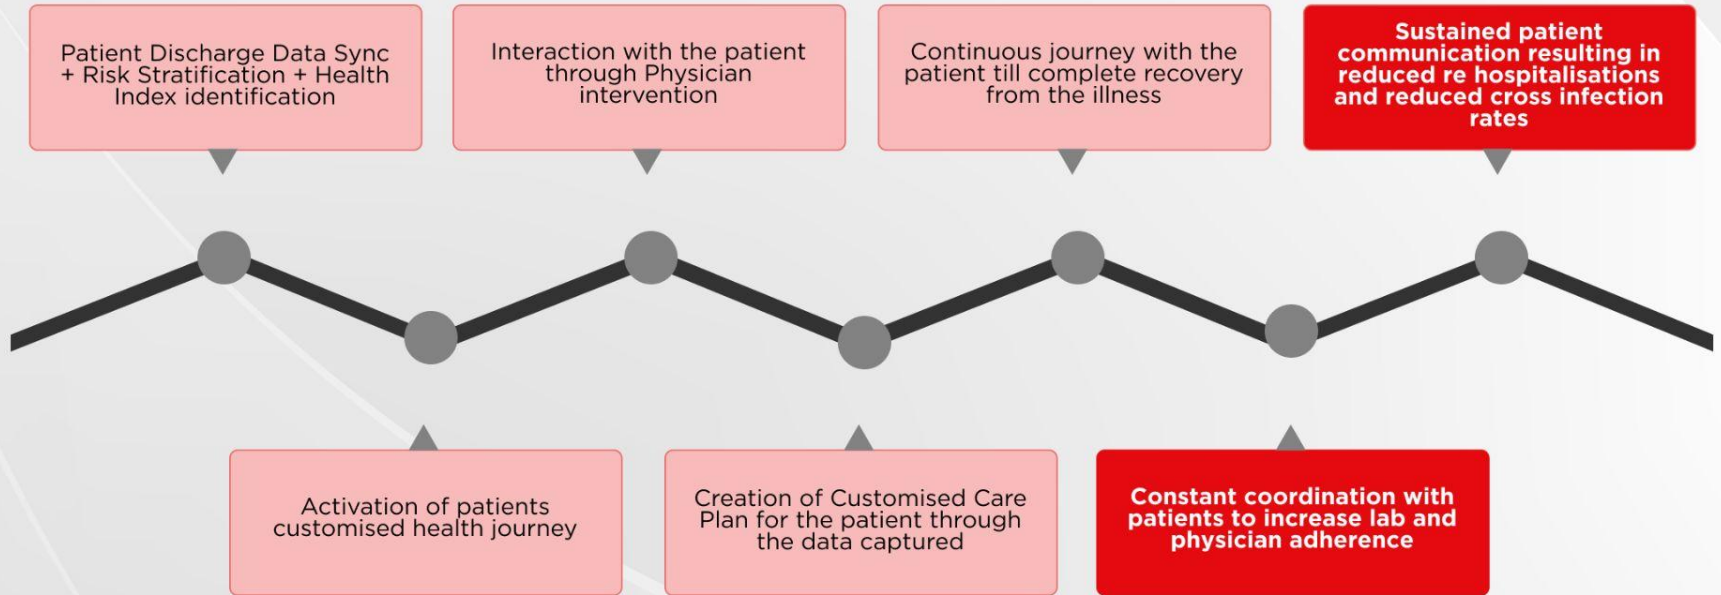 Patient Discharge Data Sync
+ Risk Stratification + Health
Index identification
Interaction with the patient
through Physician
intervention
Continuous journey with the
patient till complete recovery
from the illness
Sustained patient
communication resulting in
reduced re hospitalisations
and reduced cross infection
rates
Activation of patients
customised health journey
Creation of Customised Care
Plan for the patient through
the data captured
Constant coordination with
patients to increase lab and
physician adherence